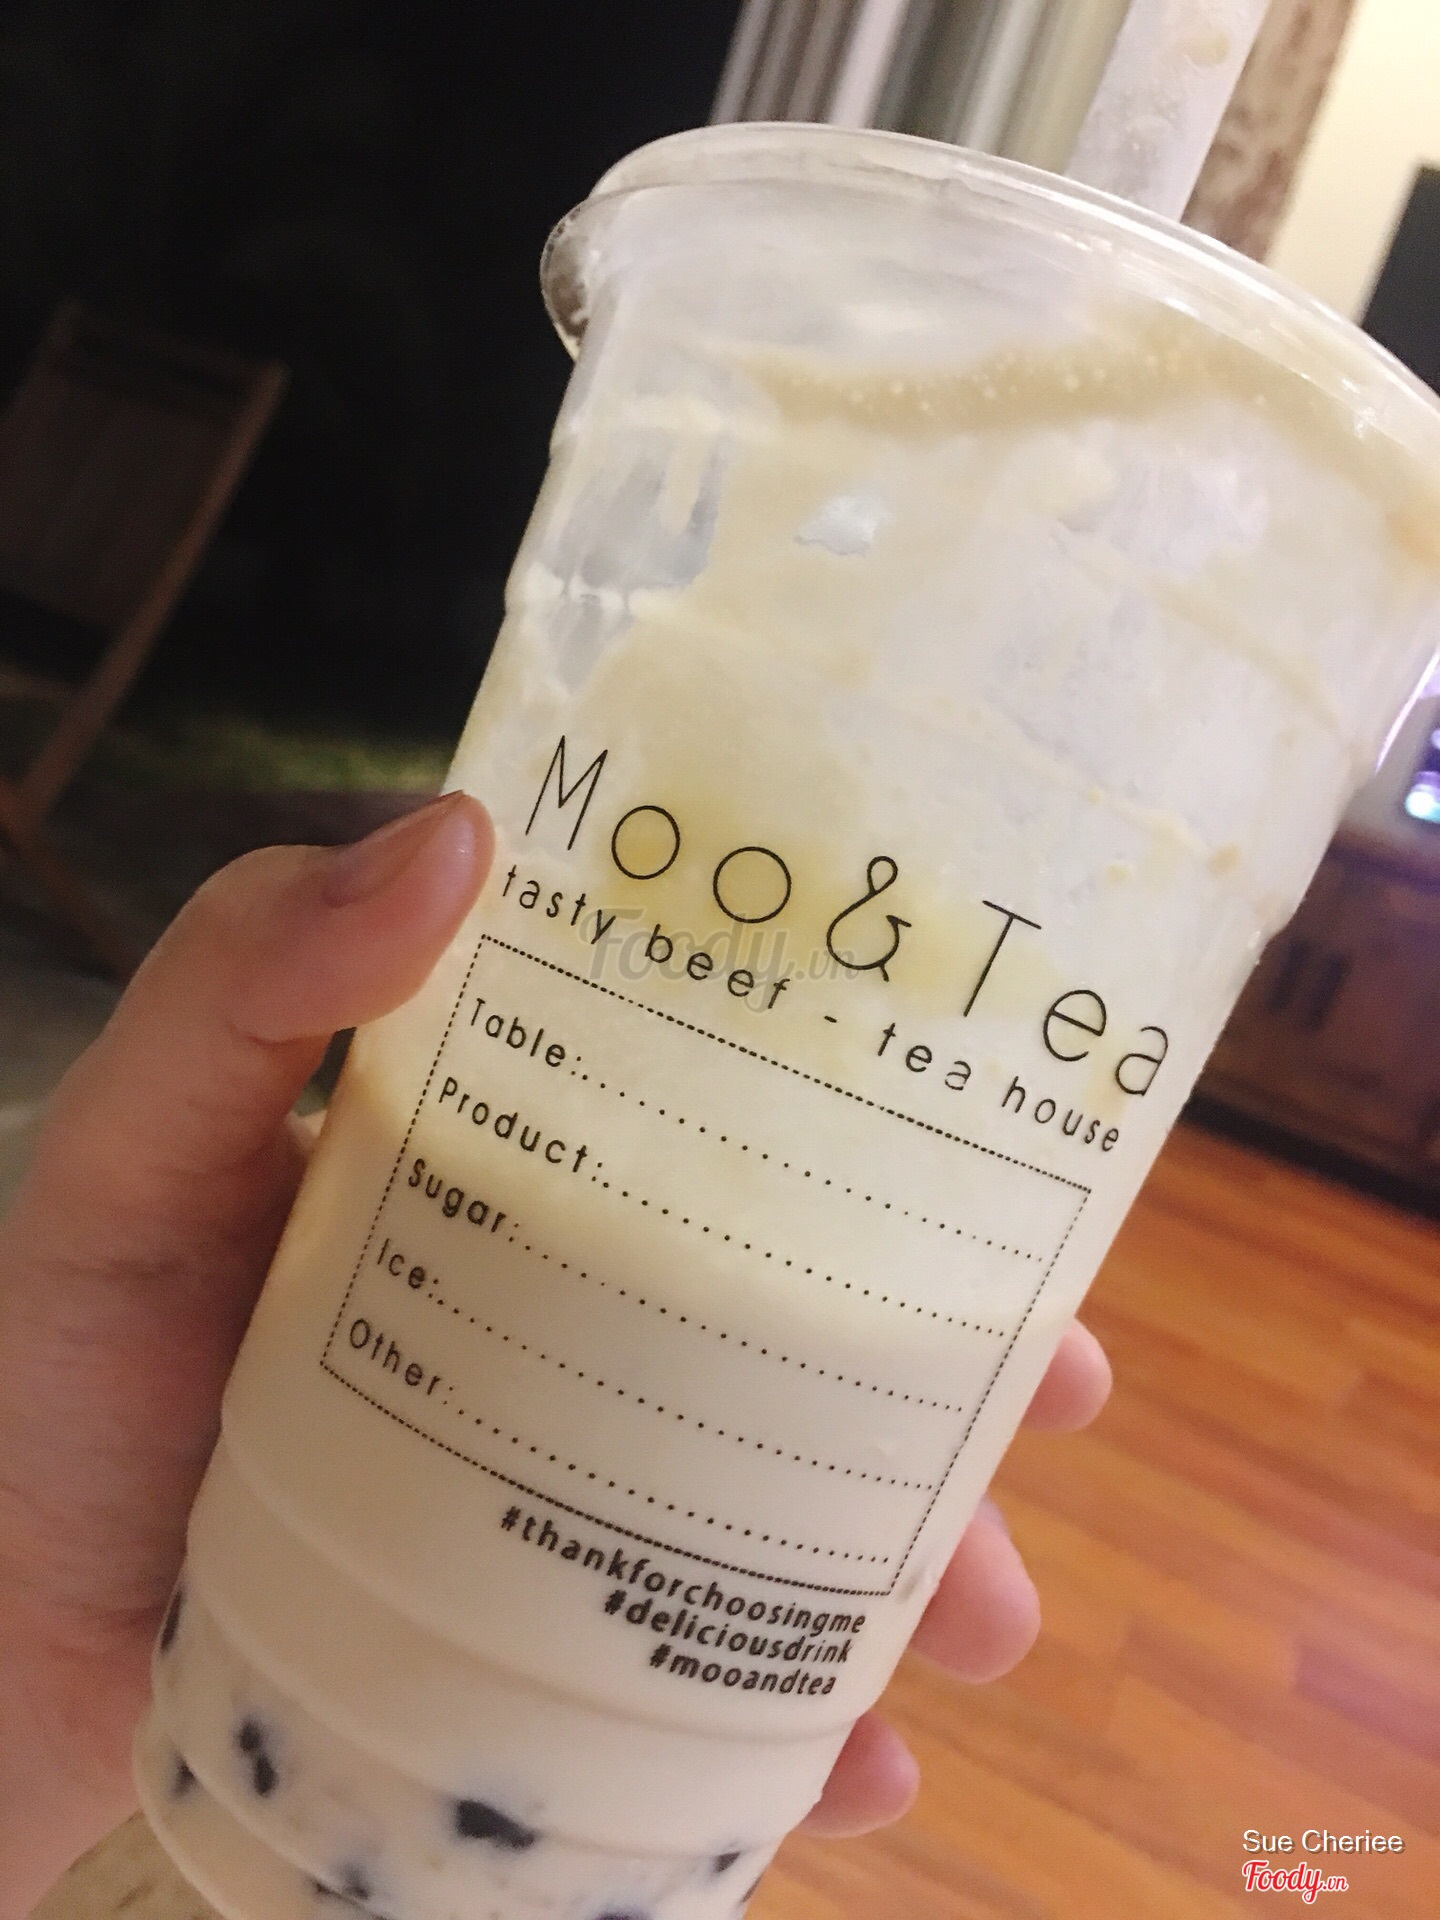 Moo & Tea
tasty beef - tea house
Foody.vn
Table:
Product:
Sugar:
Ice:
Other:
#thankforchoosingme
#deliciousdrink
#mooandtea
Sue Cheriee
Foody.vn